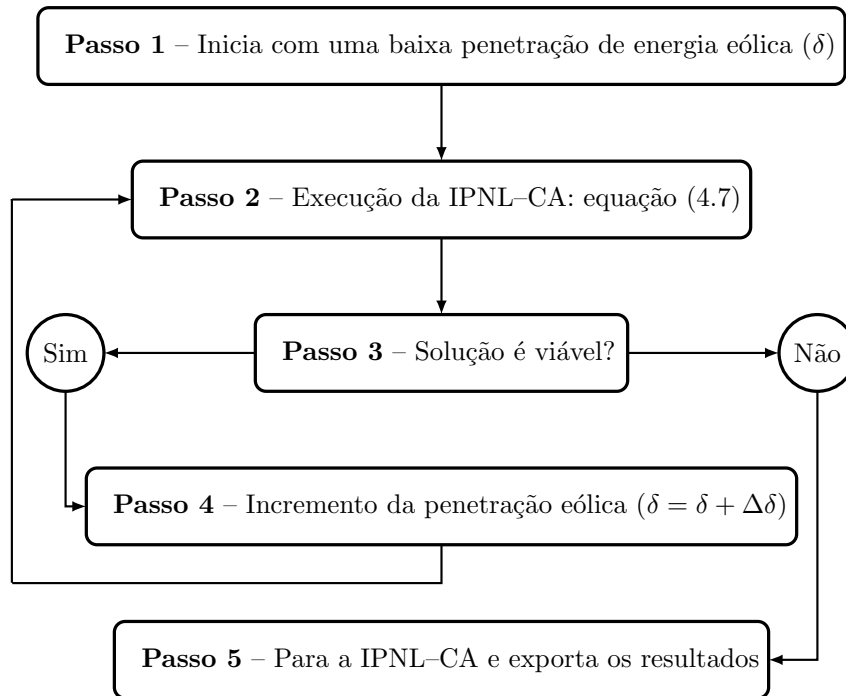 Passo 1 – Inicia com uma baixa penetração de energia eólica (δ)
Passo 2 – Execução da IPNL–CA: equação (4.7)
Sim
Passo 3 – Solução é viável?
Não
Passo 4 – Incremento da penetração eólica (δ = δ + Δδ)
Passo 5 – Para a IPNL–CA e exporta os resultados